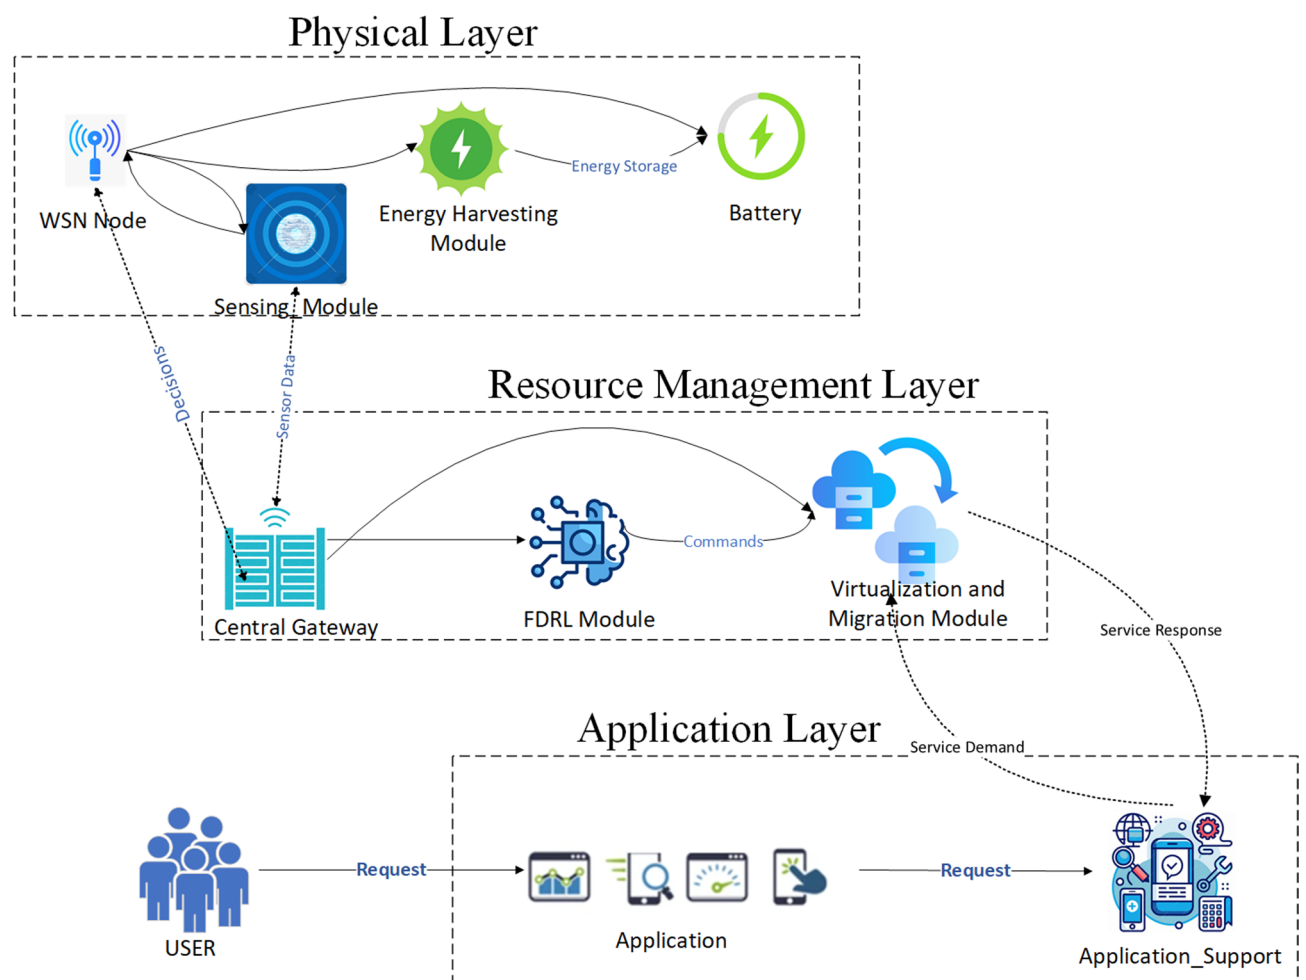 Physical Layer
Energy Storage
WSN Node
Energy Harvesting
Module
Battery
Sensing_Module
Decisions
Sensor Data
Resource Management Layer
Commands
Virtualization and
Migration Module
Central Gateway
FDRL Module
Service Response
Application Layer
Service Demand
Request
Request
USER
Application
Application_Support